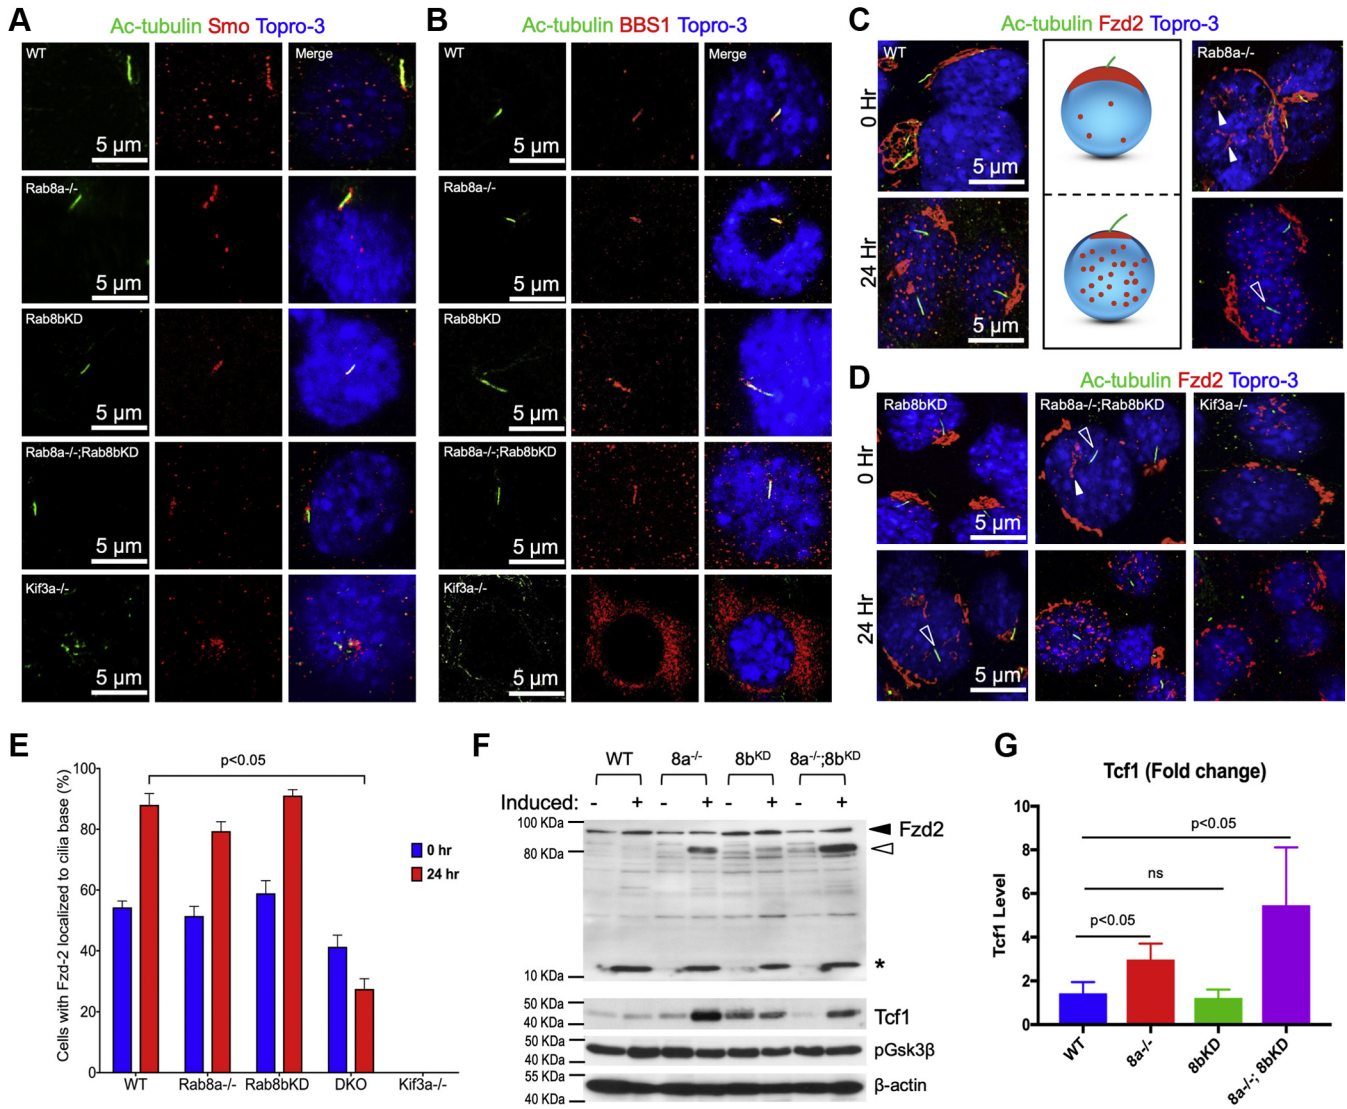 A
Ac-tubulin Smo Topro-3
WT
Merge
5 µm
Rab8a-/-
5 µm
Rab8bKD
5 µm
Rab8a-/-;Rab8bKD
5 µm
Kif3a-/-
5 µm
B
Ac-tubulin BBS1 Topro-3
WT
Merge
5 µm
Rab8a-/-
5 µm
Rab8bKD
5 µm
Rab8a-/-;Rab8bKD
5 µm
Kif3a-/-
5 µm
C
Ac-tubulin Fzd2 Topro-3
0 Hr
WT
5 µm
Rab8a-/-
24 Hr
5 µm
D
Ac-tubulin Fzd2 Topro-3
0 Hr
Rab8bKD
5 µm
Rab8a-/-;Rab8bKD
Kif3a-/-
24 Hr
5 µm
E
Cells with Fzd-2 localized to cilia base (%)
100
80
60
40
20
0
p<0.05
0 hr
24 hr
WT
Rab8a-/-
Rab8bKD
DKO
Kif3a-/-
F
WT
8a-/-
8bKD
8a-/-;8bKD
Induced: - + - + - + - +
100 KDa
Fzd2
80 KDa
10 KDa
*
50 KDa
40 KDa
Tcf1
50 KDa
40 KDa
pGsk3β
55 KDa
40 KDa
β-actin
G
Tcf1 (Fold change)
Tcf1 Level
10
8
6
4
2
0
p<0.05
ns
p<0.05
WT
8a-/-
8bKD
8a-/-; 8bKD